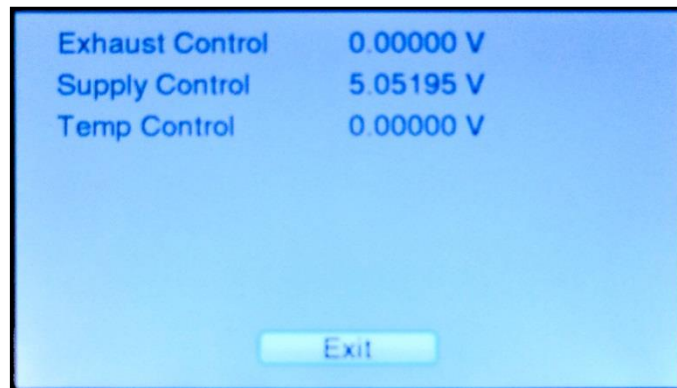 Exhaust Control 0.00000 V
Supply Control 5.05195 V
Temp Control 0.00000 V
Exit